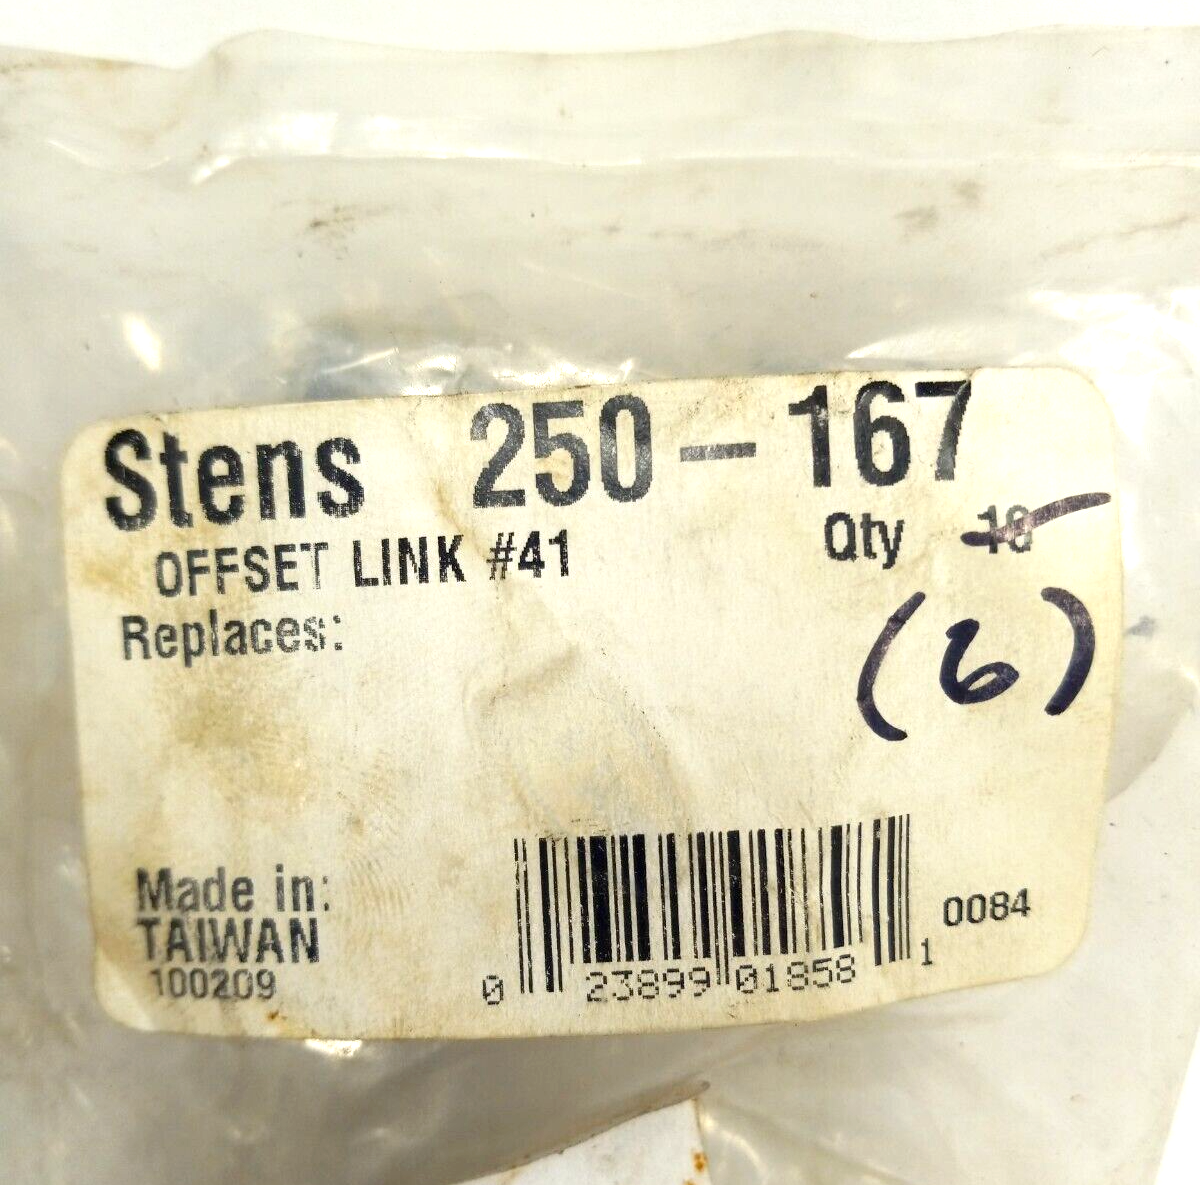 Stens 250-167
OFFSET LINK #41
Qty 10
Replaces:
(6)
Made in:
TAIWAN
100209
0 23899 01858 1
0084